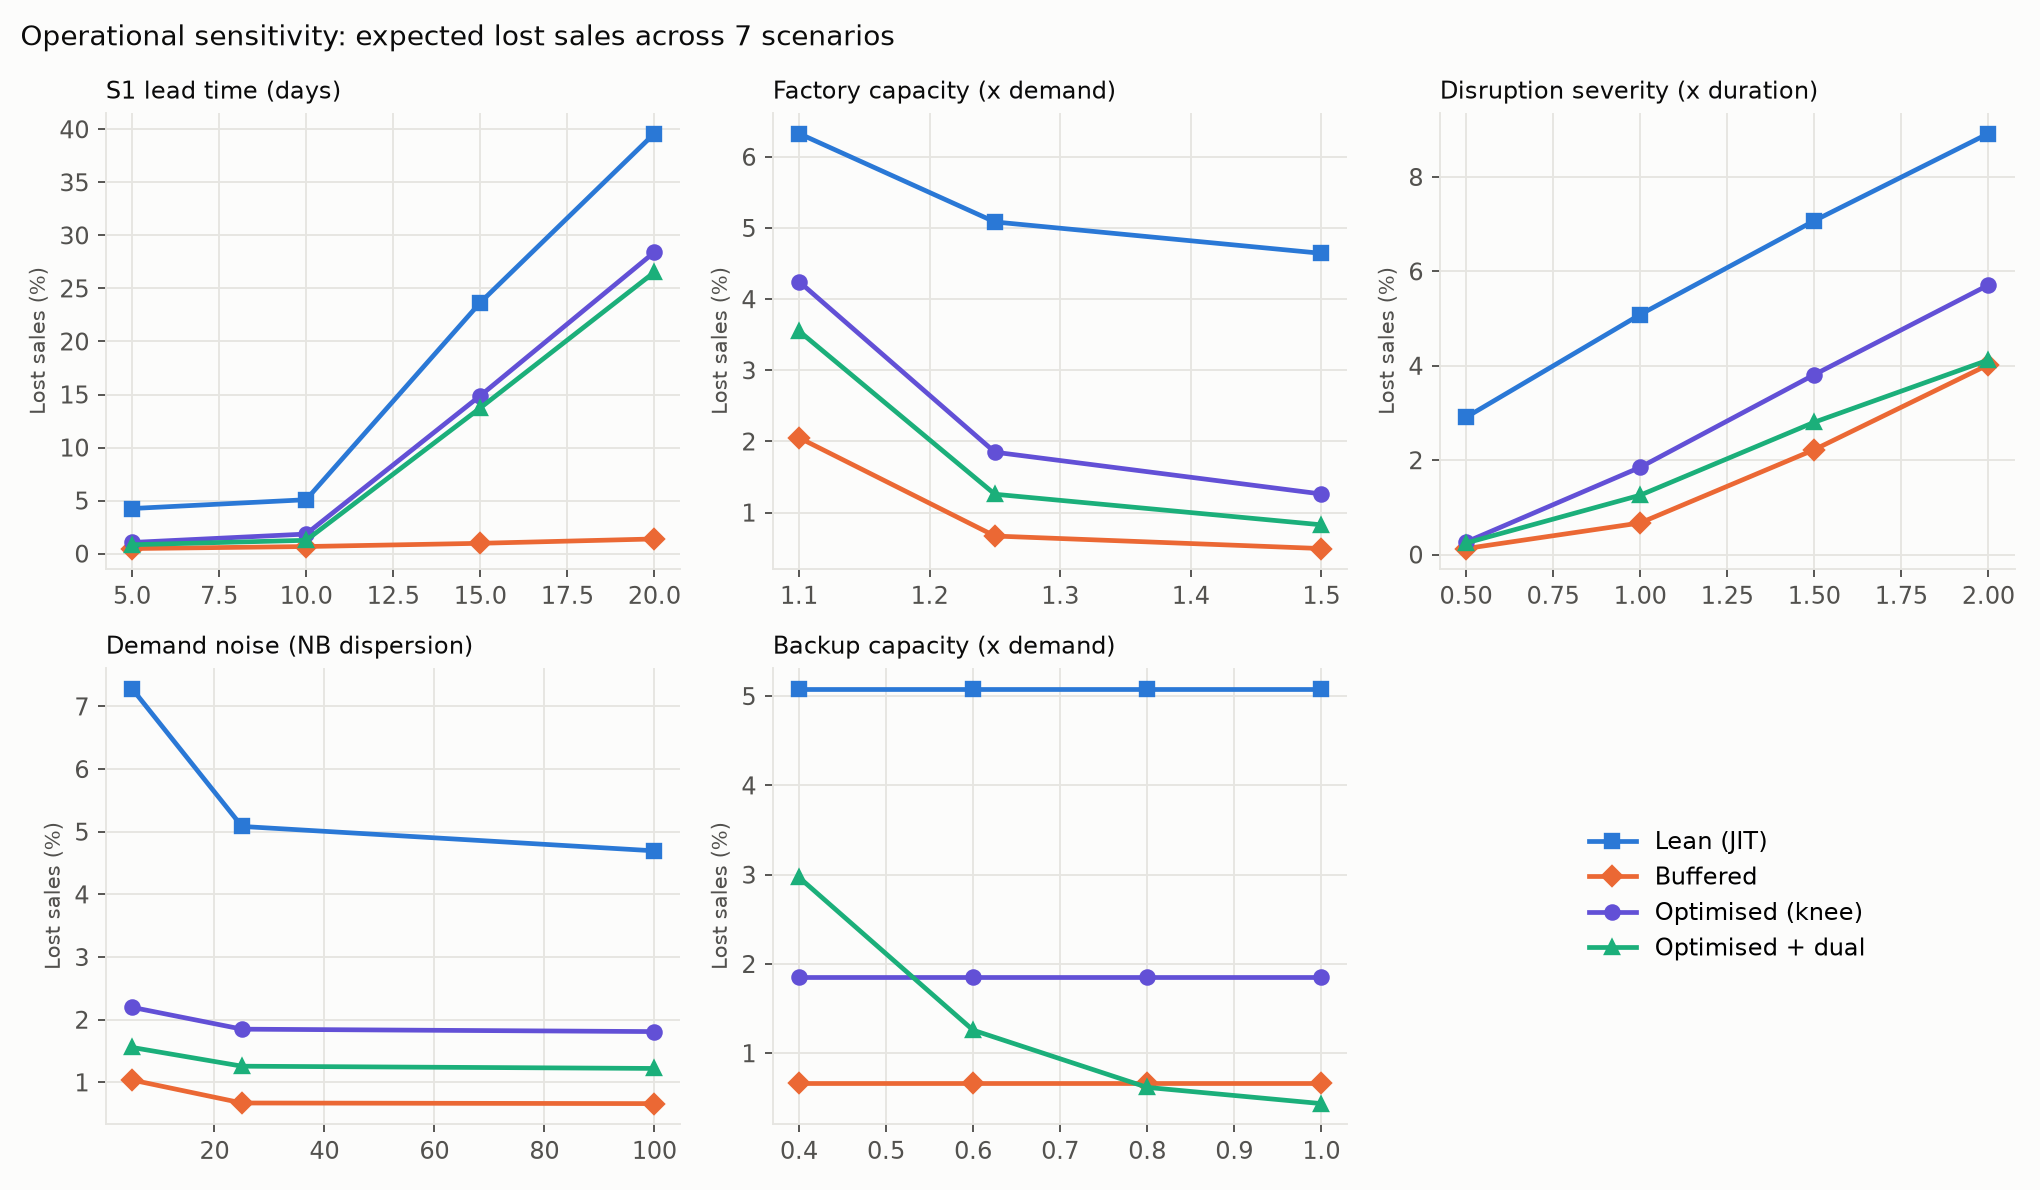 Operational sensitivity: expected lost sales across 7 scenarios
S1 lead time (days)
Lost sales (%)
40
35
30
25
20
15
10
5
0
5.0 7.5 10.0 12.5 15.0 17.5 20.0
Factory capacity (x demand)
Lost sales (%)
6
5
4
3
2
1
1.1 1.2 1.3 1.4 1.5
Disruption severity (x duration)
Lost sales (%)
8
6
4
2
0
0.50 0.75 1.00 1.25 1.50 1.75 2.00
Demand noise (NB dispersion)
Lost sales (%)
7
6
5
4
3
2
1
20 40 60 80 100
Backup capacity (x demand)
Lost sales (%)
5
4
3
2
1
0.4 0.5 0.6 0.7 0.8 0.9 1.0
Lean (JIT)
Buffered
Optimised (knee)
Optimised + dual